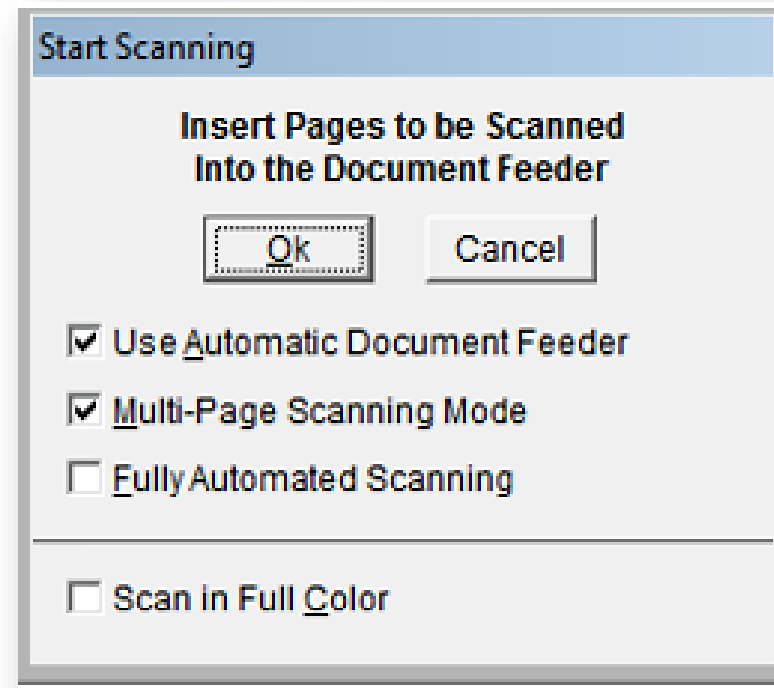 Start Scanning
Insert Pages to be Scanned
Into the Document Feeder
Ok Cancel
Use Automatic Document Feeder
Multi-Page Scanning Mode
Fully Automated Scanning
Scan in Full Color